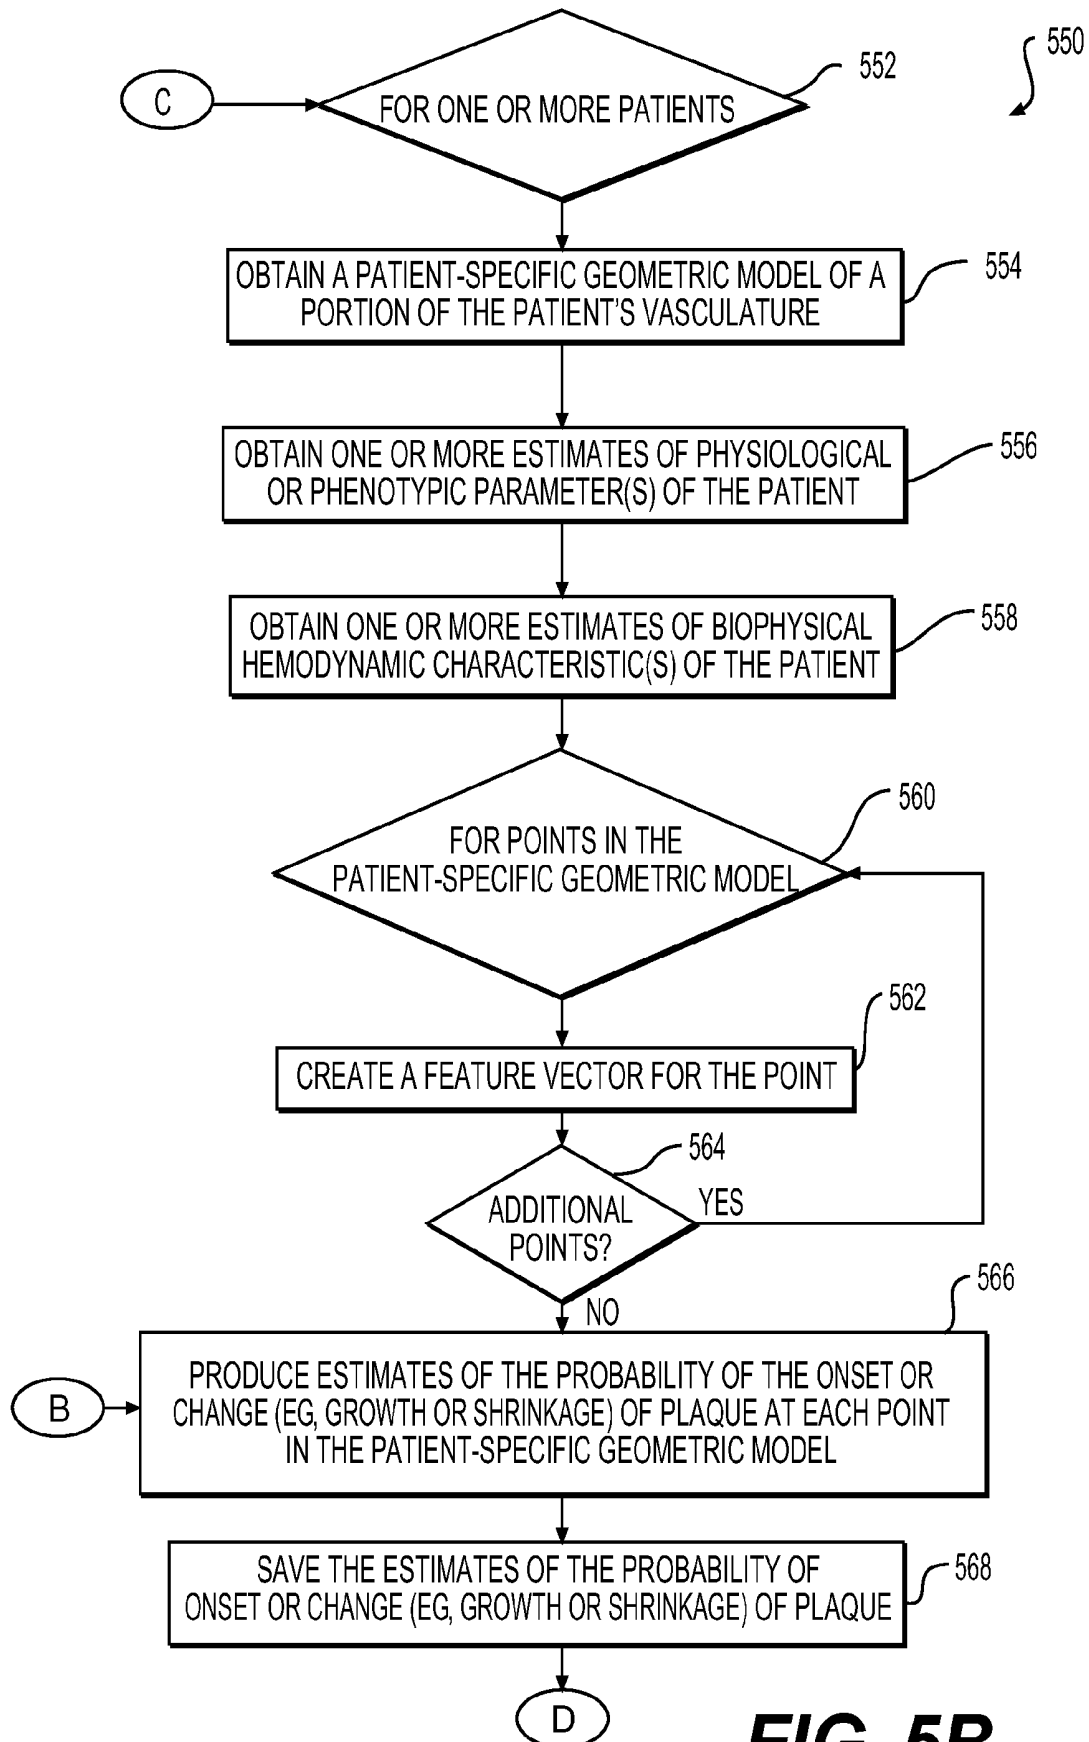 550
552
C
FOR ONE OR MORE PATIENTS
554
OBTAIN A PATIENT-SPECIFIC GEOMETRIC MODEL OF A
PORTION OF THE PATIENT'S VASCULATURE
556
OBTAIN ONE OR MORE ESTIMATES OF PHYSIOLOGICAL
OR PHENOTYPIC PARAMETER(S) OF THE PATIENT
558
OBTAIN ONE OR MORE ESTIMATES OF BIOPHYSICAL
HEMODYNAMIC CHARACTERISTIC(S) OF THE PATIENT
560
FOR POINTS IN THE
PATIENT-SPECIFIC GEOMETRIC MODEL
562
CREATE A FEATURE VECTOR FOR THE POINT
564
ADDITIONAL
POINTS?
YES
NO
566
B
PRODUCE ESTIMATES OF THE PROBABILITY OF THE ONSET OR
CHANGE (EG, GROWTH OR SHRINKAGE) OF PLAQUE AT EACH POINT
IN THE PATIENT-SPECIFIC GEOMETRIC MODEL
568
SAVE THE ESTIMATES OF THE PROBABILITY OF
ONSET OR CHANGE (EG, GROWTH OR SHRINKAGE) OF PLAQUE
D
FIG. 5B